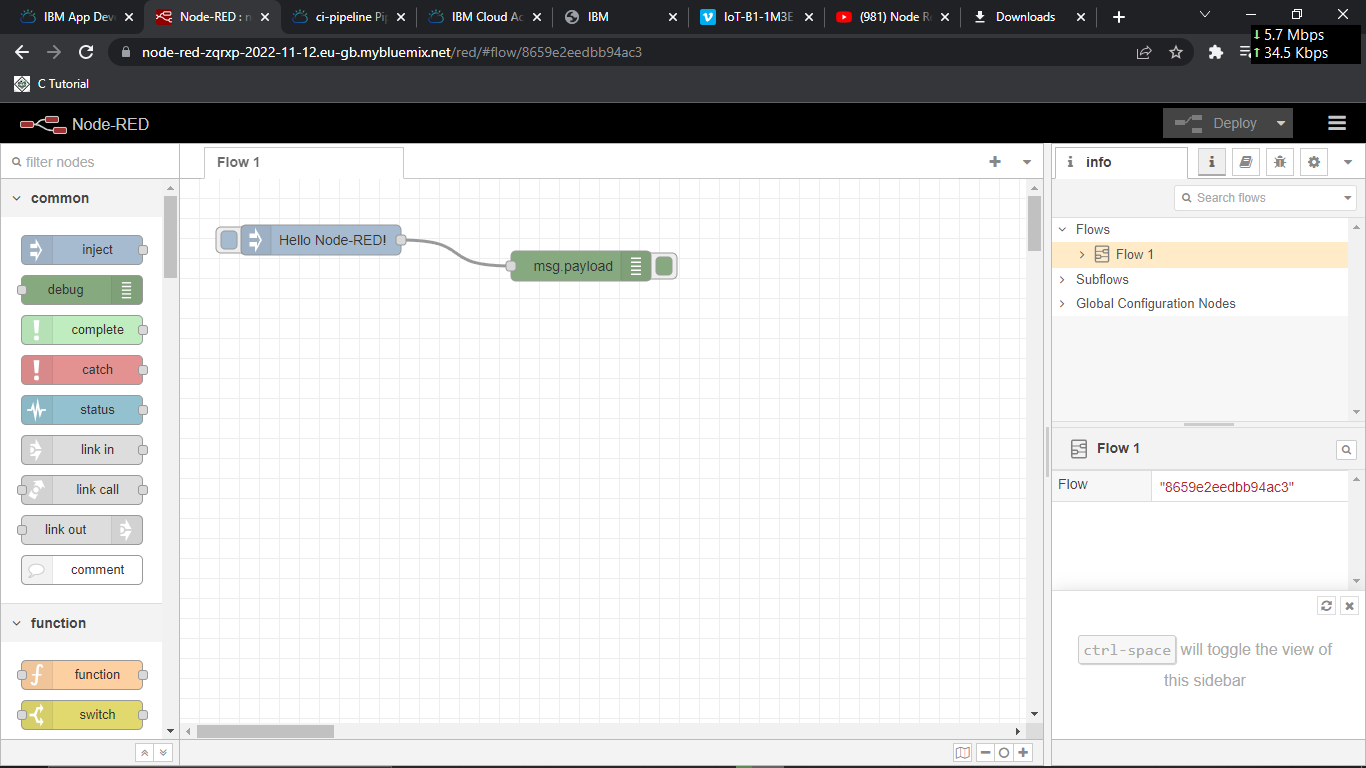 IBM App Deve
Node-RED : n
ci-pipeline Pip
IBM Cloud Ac
IBM
IoT-B1-1M3E
(981) Node Re
Downloads
5.7 Mbps
34.5 Kbps
node-red-zqrxp-2022-11-12.eu-gb.mybluemix.net/red/#flow/8659e2eedbb94ac3
C Tutorial
Node-RED
Deploy
filter nodes
Flow 1
info
Search flows
common
inject
debug
complete
catch
status
link in
link call
link out
comment
function
function
switch
Hello Node-RED!
msg.payload
Flows
Flow 1
Subflows
Global Configuration Nodes
Flow 1
Flow "8659e2eedbb94ac3"
ctrl-space will toggle the view of
this sidebar